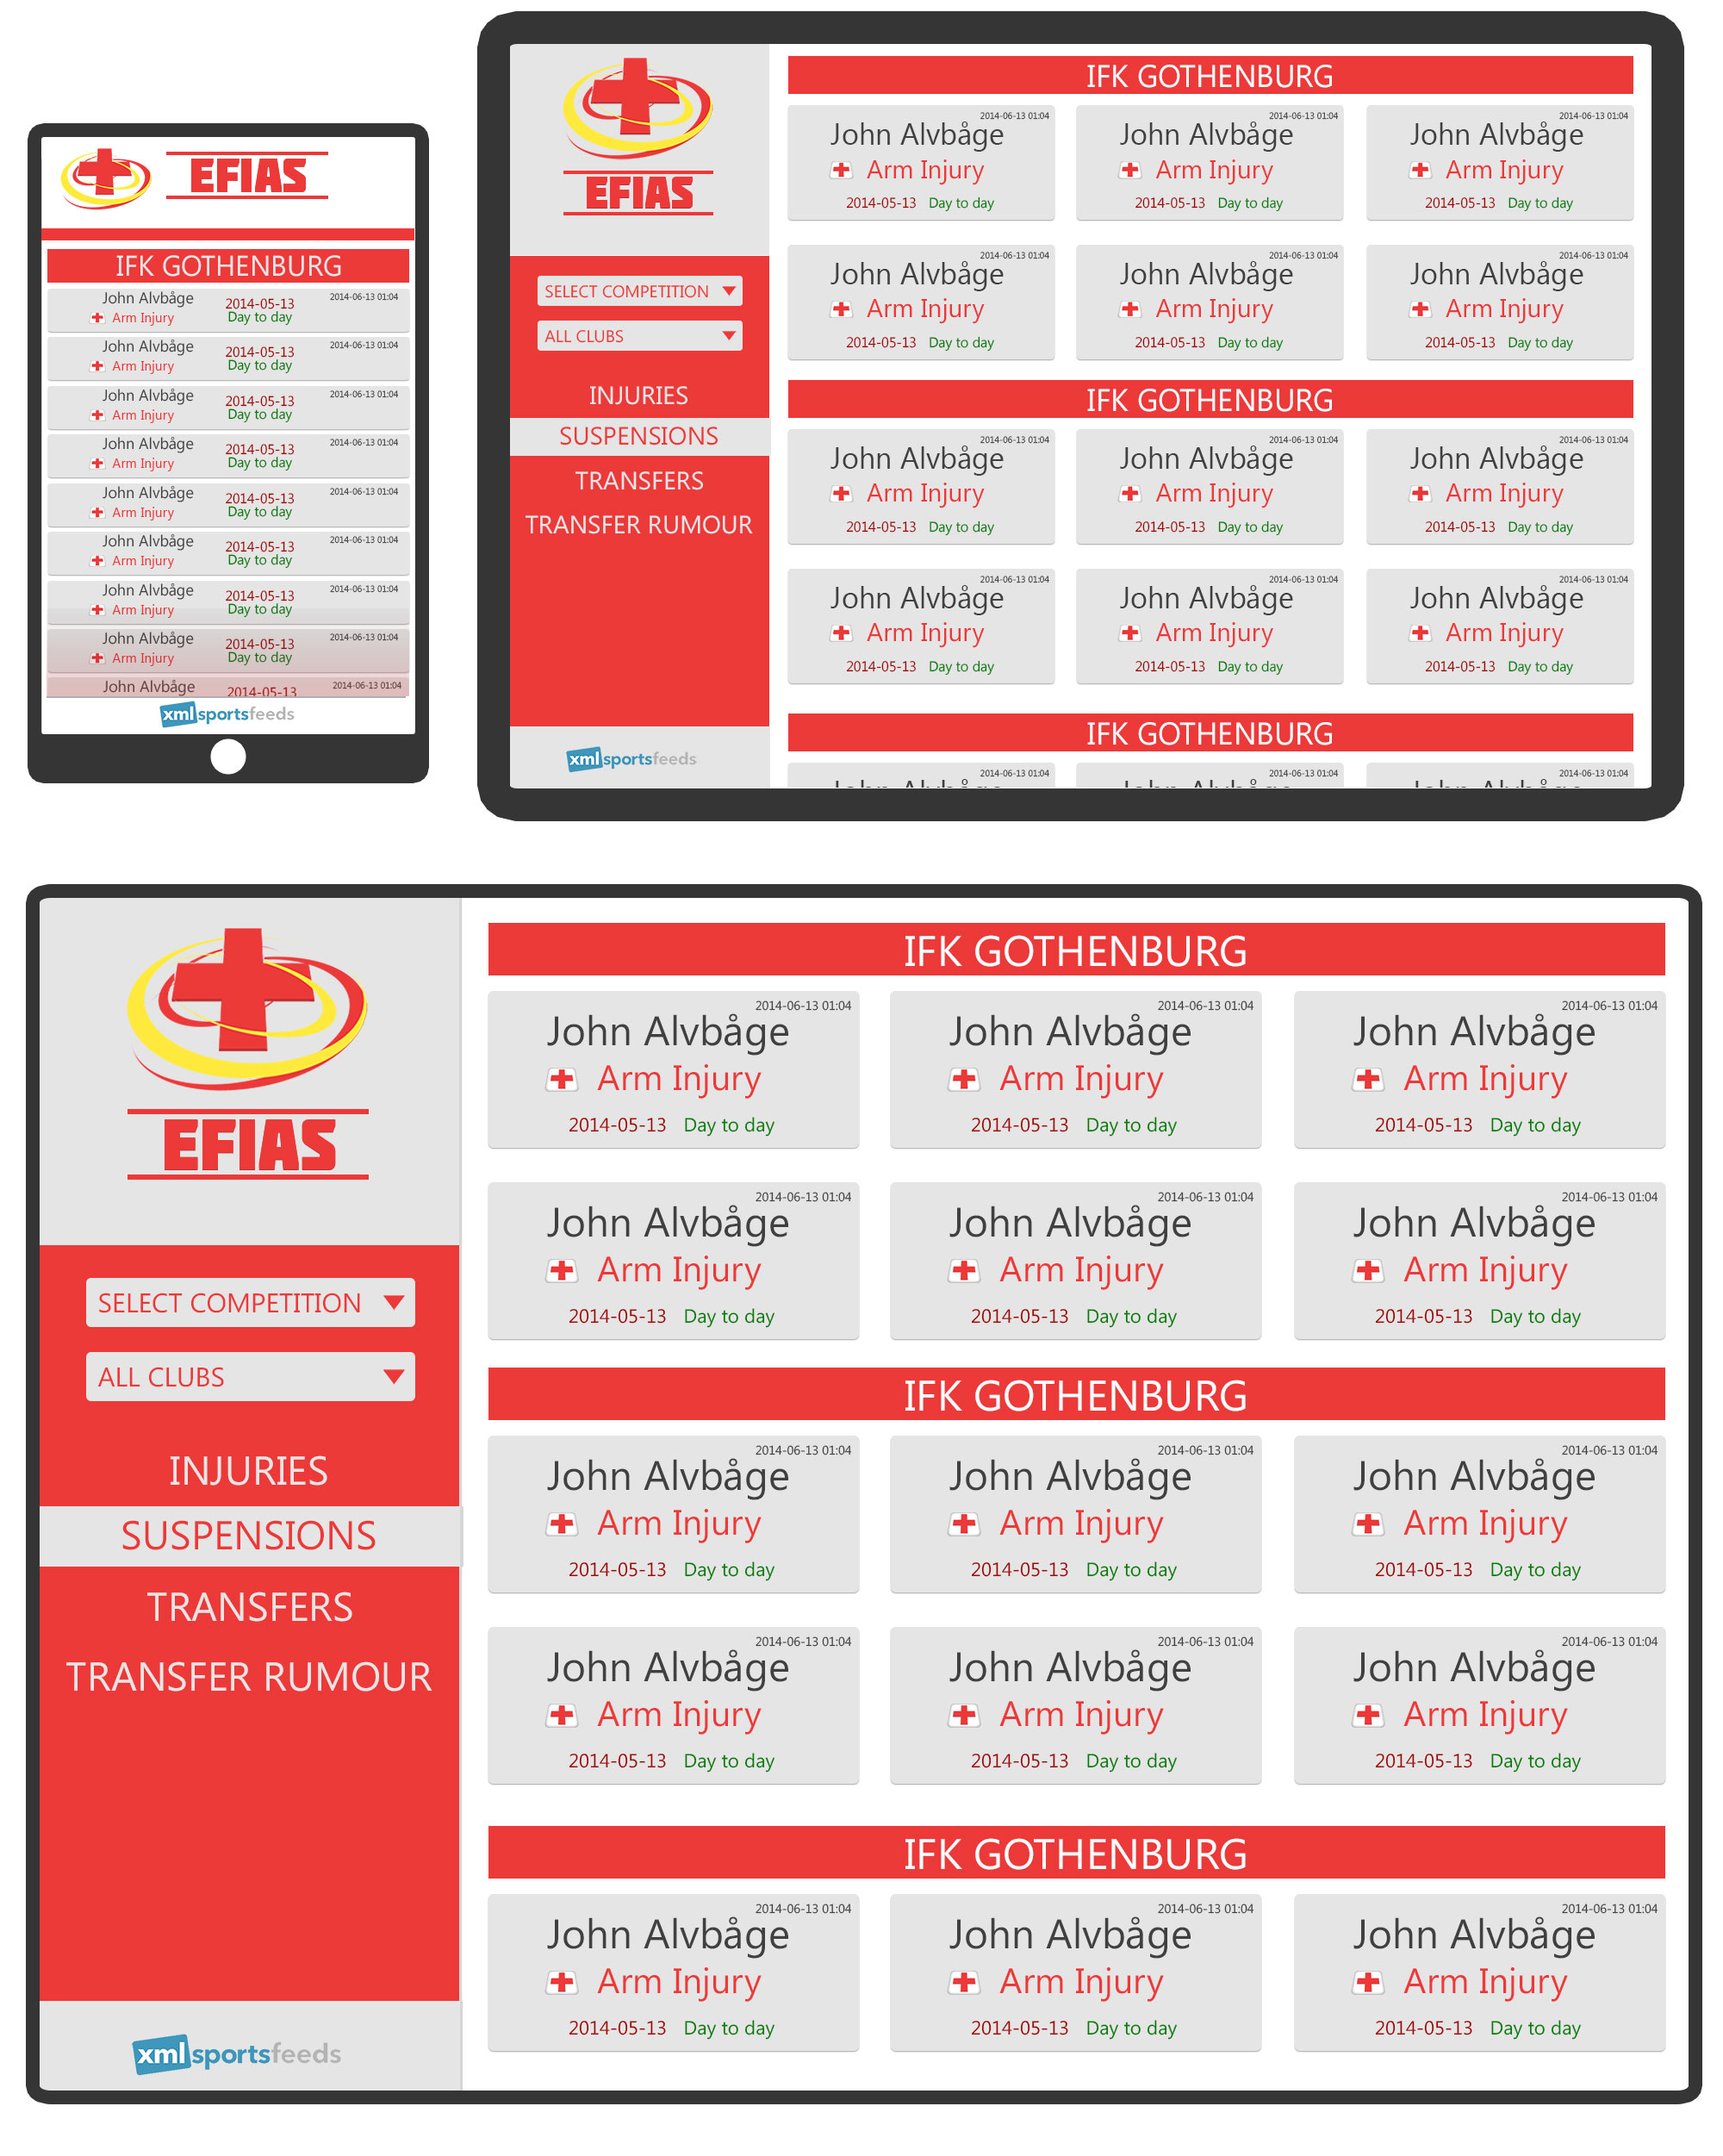 EFIAS
IFK GOTHENBURG
John Alvbåge 2014-05-13 2014-06-13 01:04
Arm Injury Day to day
John Alvbåge 2014-05-13 2014-06-13 01:04
Arm Injury Day to day
John Alvbåge 2014-05-13 2014-06-13 01:04
Arm Injury Day to day
John Alvbåge 2014-05-13 2014-06-13 01:04
Arm Injury Day to day
John Alvbåge 2014-05-13 2014-06-13 01:04
Arm Injury Day to day
John Alvbåge 2014-05-13 2014-06-13 01:04
Arm Injury Day to day
John Alvbåge 2014-05-13 2014-06-13 01:04
Arm Injury Day to day
John Alvbåge 2014-05-13 2014-06-13 01:04
Arm Injury Day to day
John Alvbåge 2014-05-13 2014-06-13 01:04
xmlsportsfeeds
EFIAS
SELECT COMPETITION
ALL CLUBS
INJURIES
SUSPENSIONS
TRANSFERS
TRANSFER RUMOUR
xmlsportsfeeds
IFK GOTHENBURG
2014-06-13 01:04 2014-06-13 01:04 2014-06-13 01:04
John Alvbåge John Alvbåge John Alvbåge
Arm Injury Arm Injury Arm Injury
2014-05-13 Day to day 2014-05-13 Day to day 2014-05-13 Day to day
2014-06-13 01:04 2014-06-13 01:04 2014-06-13 01:04
John Alvbåge John Alvbåge John Alvbåge
Arm Injury Arm Injury Arm Injury
2014-05-13 Day to day 2014-05-13 Day to day 2014-05-13 Day to day
IFK GOTHENBURG
2014-06-13 01:04 2014-06-13 01:04 2014-06-13 01:04
John Alvbåge John Alvbåge John Alvbåge
Arm Injury Arm Injury Arm Injury
2014-05-13 Day to day 2014-05-13 Day to day 2014-05-13 Day to day
2014-06-13 01:04 2014-06-13 01:04 2014-06-13 01:04
John Alvbåge John Alvbåge John Alvbåge
Arm Injury Arm Injury Arm Injury
2014-05-13 Day to day 2014-05-13 Day to day 2014-05-13 Day to day
IFK GOTHENBURG
2014-06-13 01:04 2014-06-13 01:04 2014-06-13 01:04
EFIAS
SELECT COMPETITION
ALL CLUBS
INJURIES
SUSPENSIONS
TRANSFERS
TRANSFER RUMOUR
xmlsportsfeeds
IFK GOTHENBURG
2014-06-13 01:04 2014-06-13 01:04 2014-06-13 01:04
John Alvbåge John Alvbåge John Alvbåge
Arm Injury Arm Injury Arm Injury
2014-05-13 Day to day 2014-05-13 Day to day 2014-05-13 Day to day
2014-06-13 01:04 2014-06-13 01:04 2014-06-13 01:04
John Alvbåge John Alvbåge John Alvbåge
Arm Injury Arm Injury Arm Injury
2014-05-13 Day to day 2014-05-13 Day to day 2014-05-13 Day to day
IFK GOTHENBURG
2014-06-13 01:04 2014-06-13 01:04 2014-06-13 01:04
John Alvbåge John Alvbåge John Alvbåge
Arm Injury Arm Injury Arm Injury
2014-05-13 Day to day 2014-05-13 Day to day 2014-05-13 Day to day
2014-06-13 01:04 2014-06-13 01:04 2014-06-13 01:04
John Alvbåge John Alvbåge John Alvbåge
Arm Injury Arm Injury Arm Injury
2014-05-13 Day to day 2014-05-13 Day to day 2014-05-13 Day to day
IFK GOTHENBURG
2014-06-13 01:04 2014-06-13 01:04 2014-06-13 01:04
John Alvbåge John Alvbåge John Alvbåge
Arm Injury Arm Injury Arm Injury
2014-05-13 Day to day 2014-05-13 Day to day 2014-05-13 Day to day